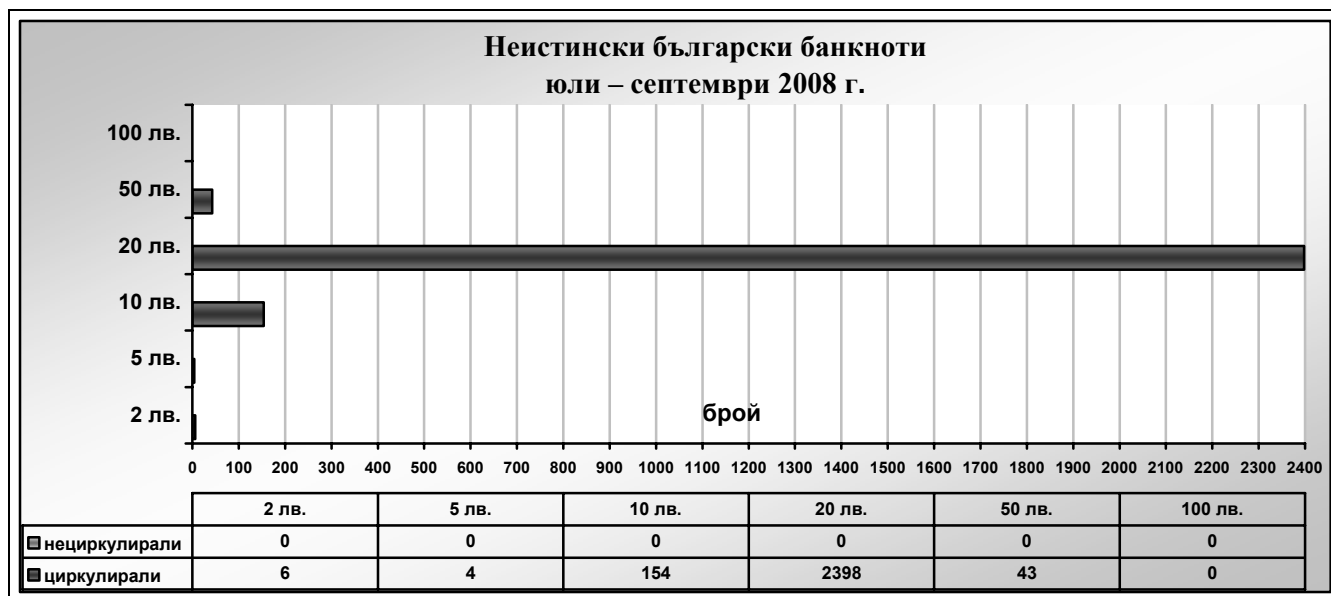 Неистински български банкноти
юли – септември 2008 г.
100 лв.
50 лв.
20 лв.
10 лв.
5 лв.
2 лв.
брой
0 100 200 300 400 500 600 700 800 900 1000 1100 1200 1300 1400 1500 1600 1700 1800 1900 2000 2100 2200 2300 2400
2 лв. 5 лв. 10 лв. 20 лв. 50 лв. 100 лв.
нециркулирали 0 0 0 0 0 0
циркулирали 6 4 154 2398 43 0